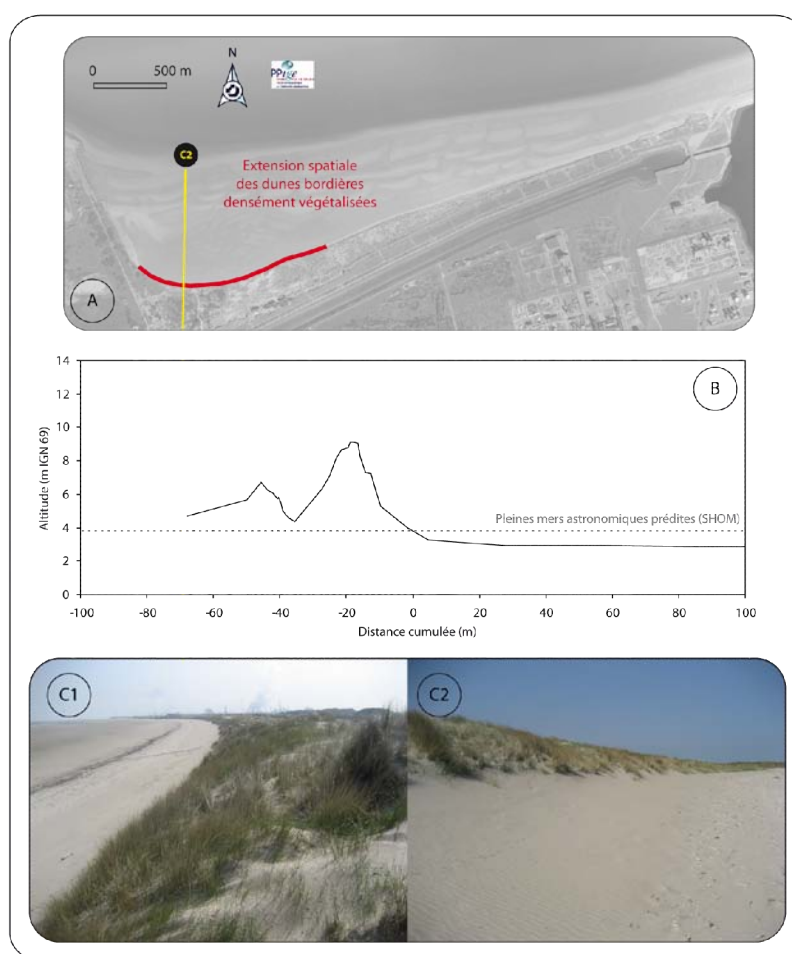 0 500 m
N
C2
Extension spatiale
des dunes bordières
densément végétalisées
A
14
12
10
8
6
4
2
0
Altitude (m IGN 69)
B
Pleines mers astronomiques prédites (SHOM)
-100 -80 -60 -40 -20 0 20 40 60 80 100
Distance cumulée (m)
C1
C2